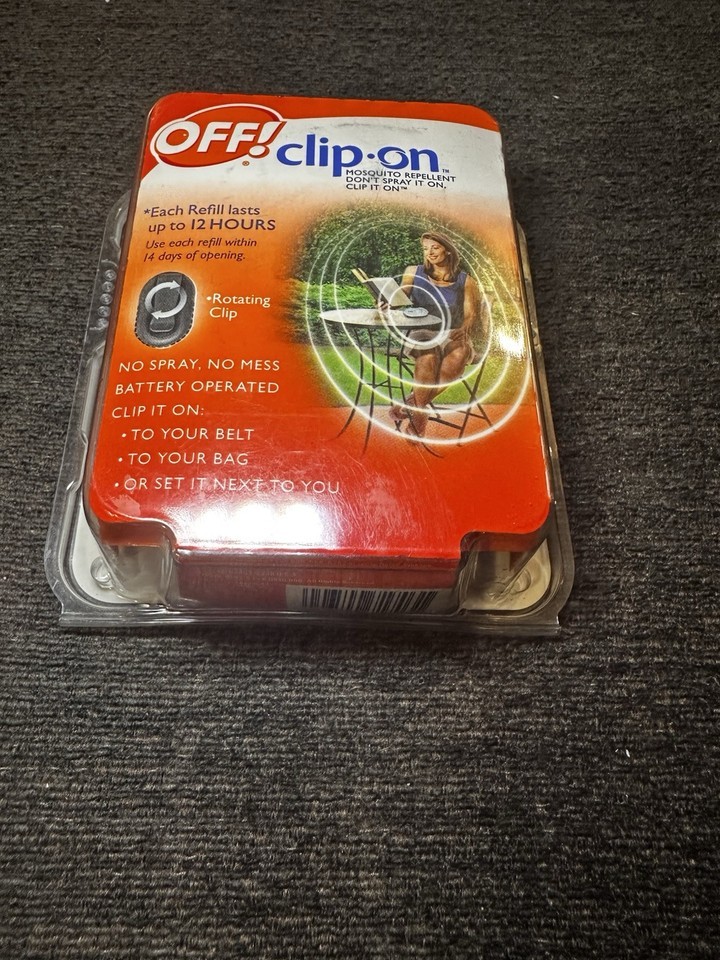 OFF!®
clip·on™
MOSQUITO REPELLENT
DON'T SPRAY IT ON,
CLIP IT ON™
*Each Refill lasts
up to 12 HOURS
Use each refill within
14 days of opening.
•Rotating
Clip
NO SPRAY, NO MESS
BATTERY OPERATED
CLIP IT ON:
• TO YOUR BELT
• TO YOUR BAG
• OR SET IT NEXT TO YOU